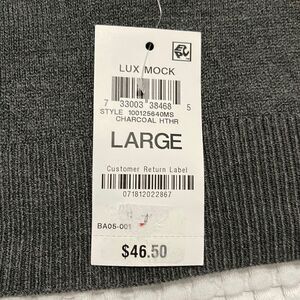 LUX MOCK
7 33003 38468 5
STYLE 100125640MS
CHARCOAL HTHR
LARGE
Customer Return Label
071812022867
BA05-001
$46.50